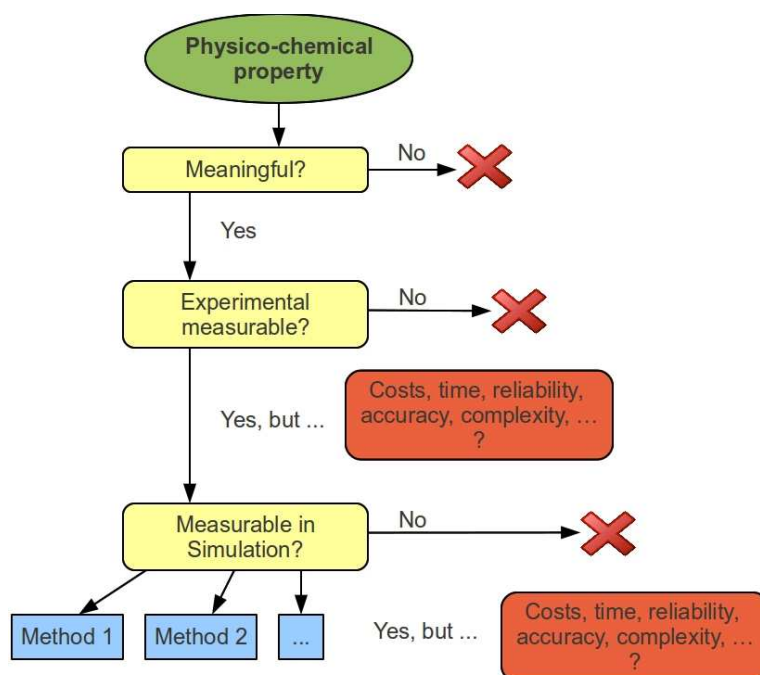 Physico-chemical
property
Meaningful?
No
Yes
Experimental
measurable?
No
Yes, but ...
Costs, time, reliability,
accuracy, complexity, ...
?
Measurable in
Simulation?
No
Method 1
Method 2
...
Yes, but ...
Costs, time, reliability,
accuracy, complexity, ...
?